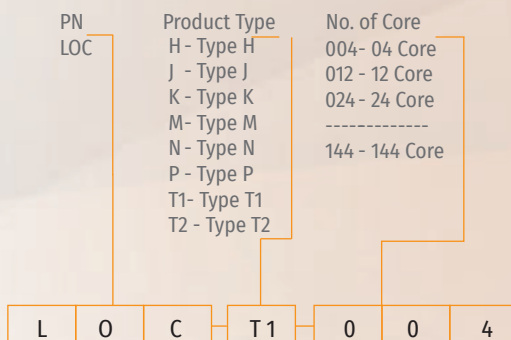 PN
LOC
Product Type
H - Type H
J - Type J
K - Type K
M- Type M
N - Type N
P - Type P
T1- Type T1
T2 - Type T2
No. of Core
004- 04 Core
012 - 12 Core
024 - 24 Core
-------------
144 - 144 Core
L O C T1 0 0 4